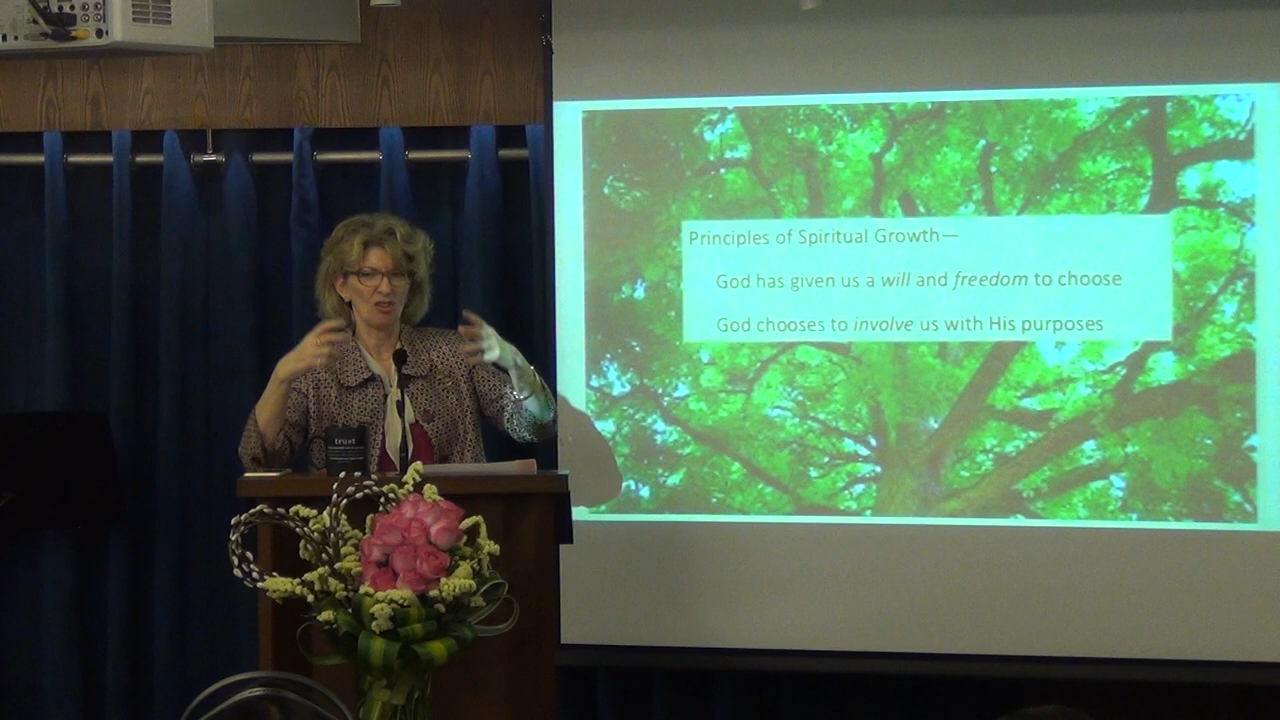 Principles of Spiritual Growth—
God has given us a will and freedom to choose
God chooses to involve us with His purposes
trust